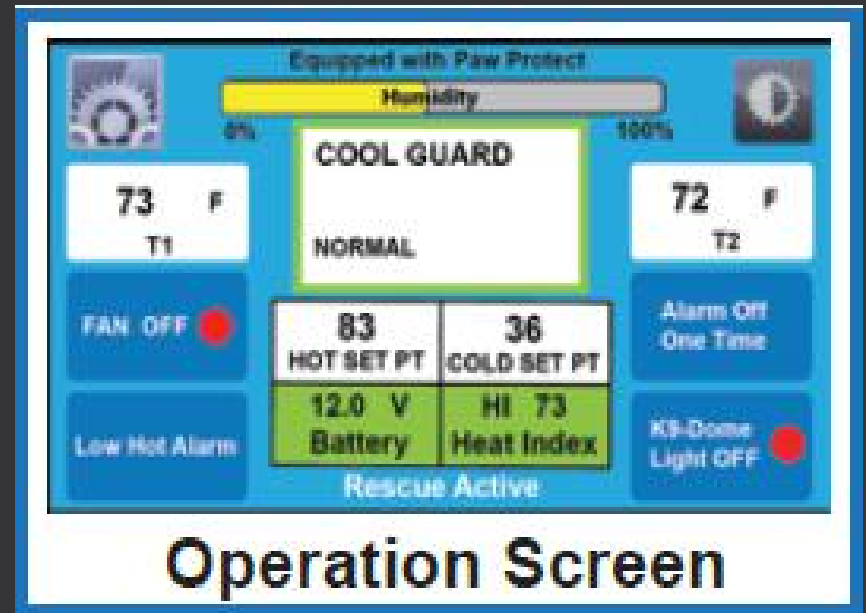 Equipped with Paw Protect
Humidity
0% 100%
COOL GUARD
NORMAL
73 F
T1
72 F
T2
FAN OFF
83
HOT SET PT
36
COLD SET PT
Alarm Off
One Time
Low Hot Alarm
12.0 V
Battery
HI 73
Heat Index
K9-Dome
Light OFF
Rescue Active
Operation Screen